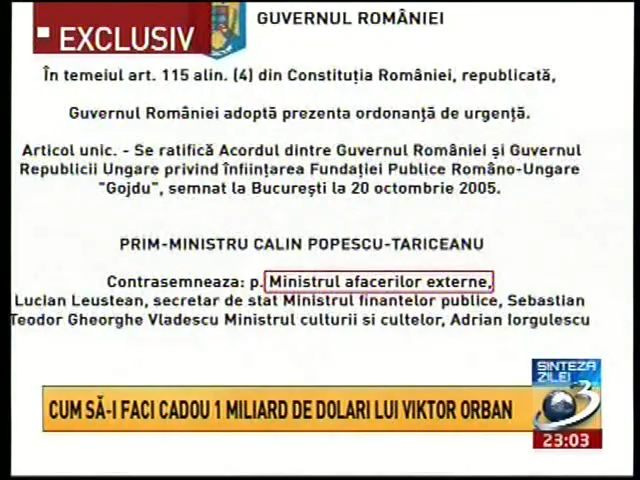 EXCLUSIV
GUVERNUL ROMÂNIEI
În temeiul art. 115 alin. (4) din Constituția României, republicată,
Guvernul României adoptă prezenta ordonanță de urgență.
Articol unic. - Se ratifică Acordul dintre Guvernul României și Guvernul
Republicii Ungare privind înființarea Fundației Publice Româno-Ungare
"Gojdu", semnat la București la 20 octombrie 2005.
PRIM-MINISTRU CALIN POPESCU-TARICEANU
Contrasemneaza: p. Ministrul afacerilor externe,
Lucian Leustean, secretar de stat Ministrul finantelor publice, Sebastian
Teodor Gheorghe Vladescu Ministrul culturii si cultelor, Adrian Iorgulescu
SINTEZA
ZILEI
3
CUM SĂ-I FACI CADOU 1 MILIARD DE DOLARI LUI VIKTOR ORBAN
23:03